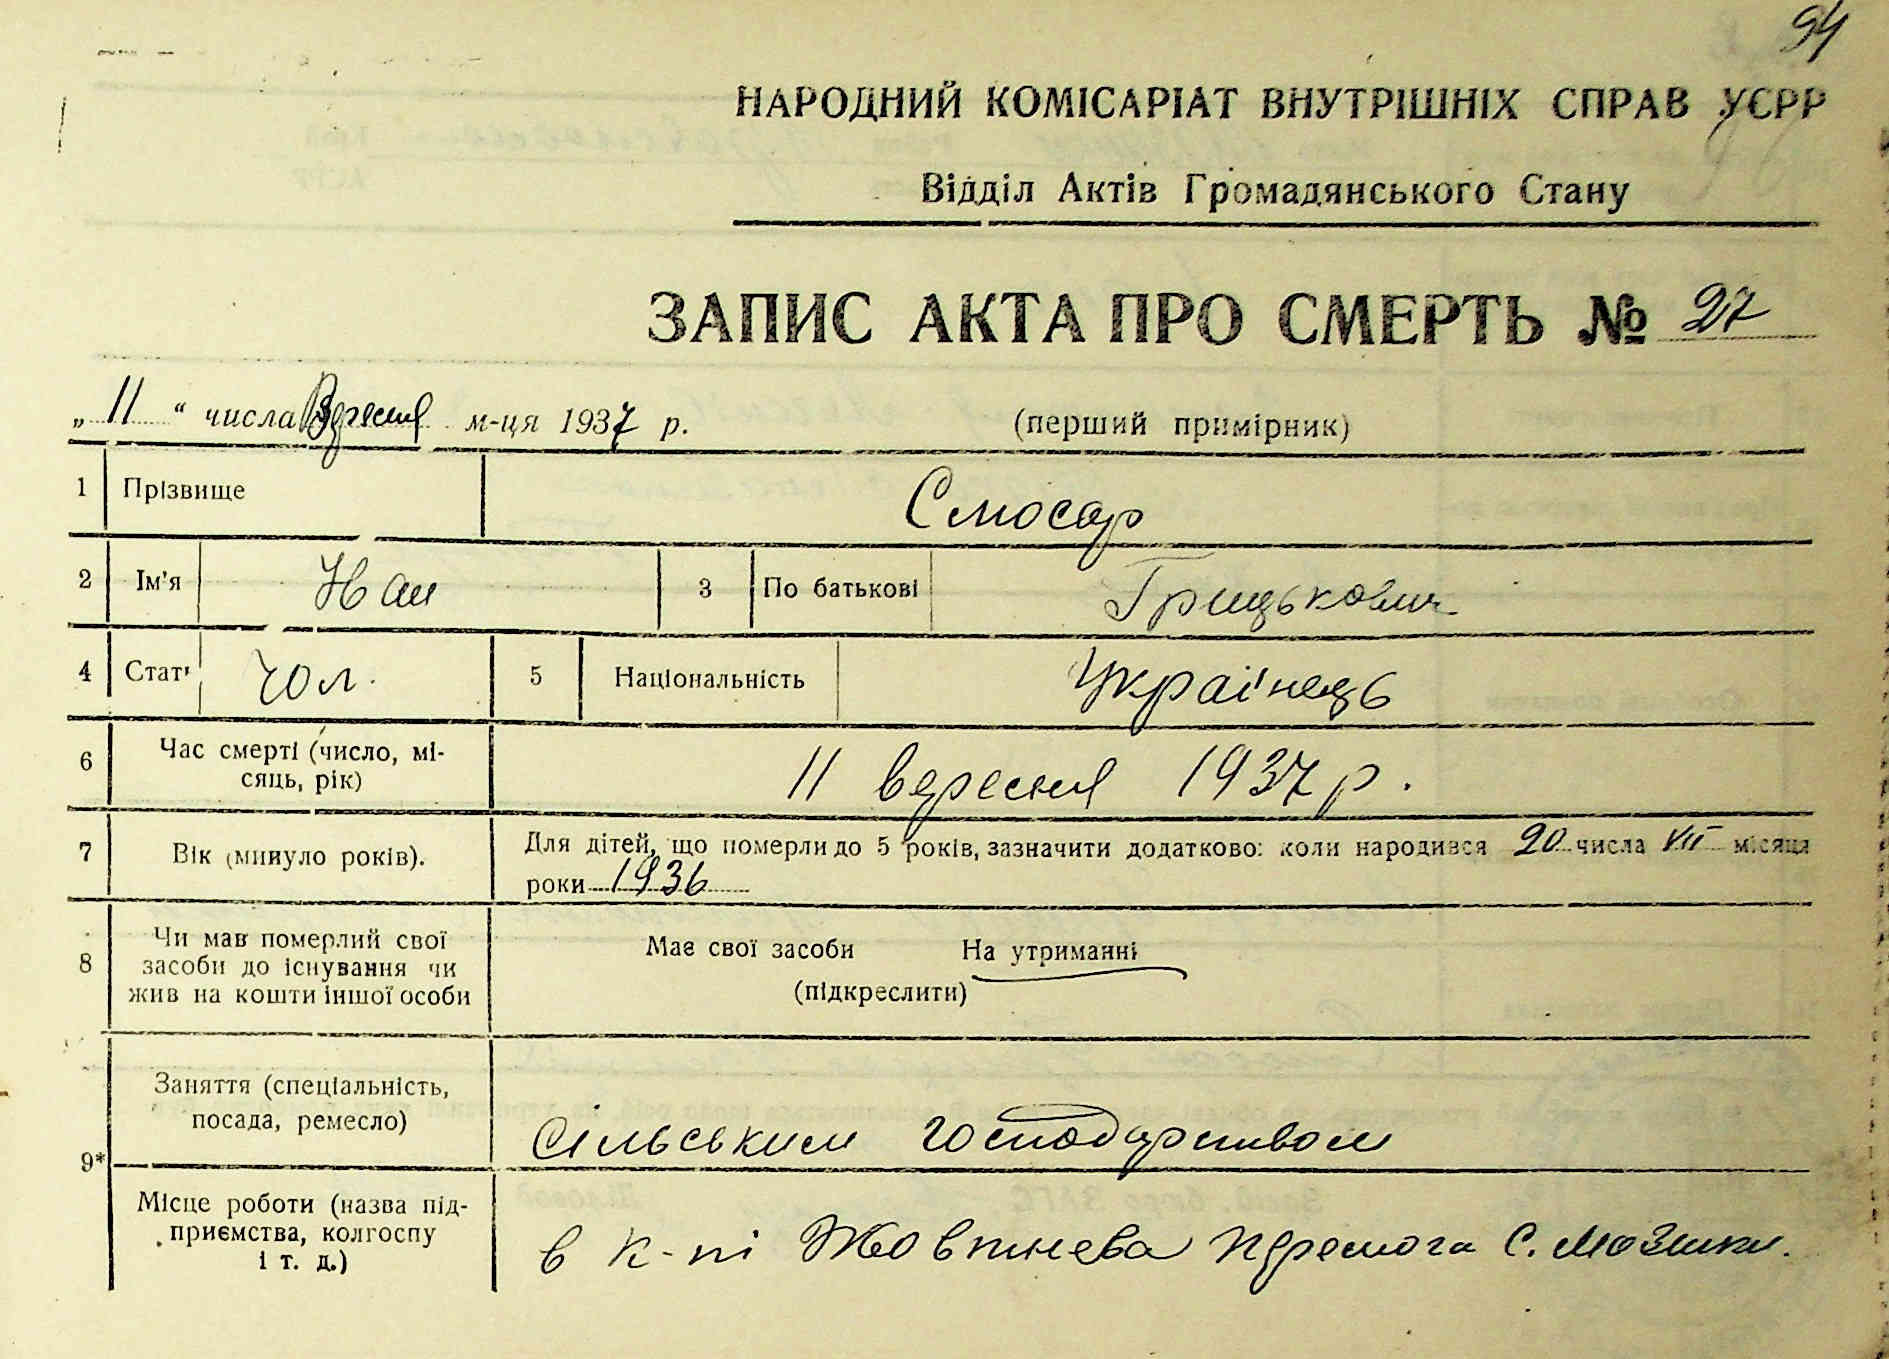 94
НАРОДНИЙ КОМІСАРІАТ ВНУТРІШНІХ СПРАВ УСРР
Відділ Актів Громадянського Стану
ЗАПИС АКТА ПРО СМЕРТЬ № 27
„ 11 “ числа Вересня м-ця 1937 р. (перший примірник)
1 Прізвище Смосар
2 Ім'я Іван 3 По батькові Грицькович
4 Стать чол. 5 Національність Українець
6 Час смерті (число, мі-
сяць, рік) 11 вересня 1937 р.
7 Вік (минуло років). Для дітей, що померли до 5 років, зазначити додатково: коли народився 20 числа VII місяця
роки 1936
8 Чи мав померлий свої
засоби до існування чи
жив на кошти іншої особи
Має свої засоби На утриманні
(підкреслити)
9* Заняття (спеціальність,
посада, ремесло) Сільським господарством
Місце роботи (назва під-
приємства, колгоспу
і т. д.) в к-пі Жовтнева перемога с.